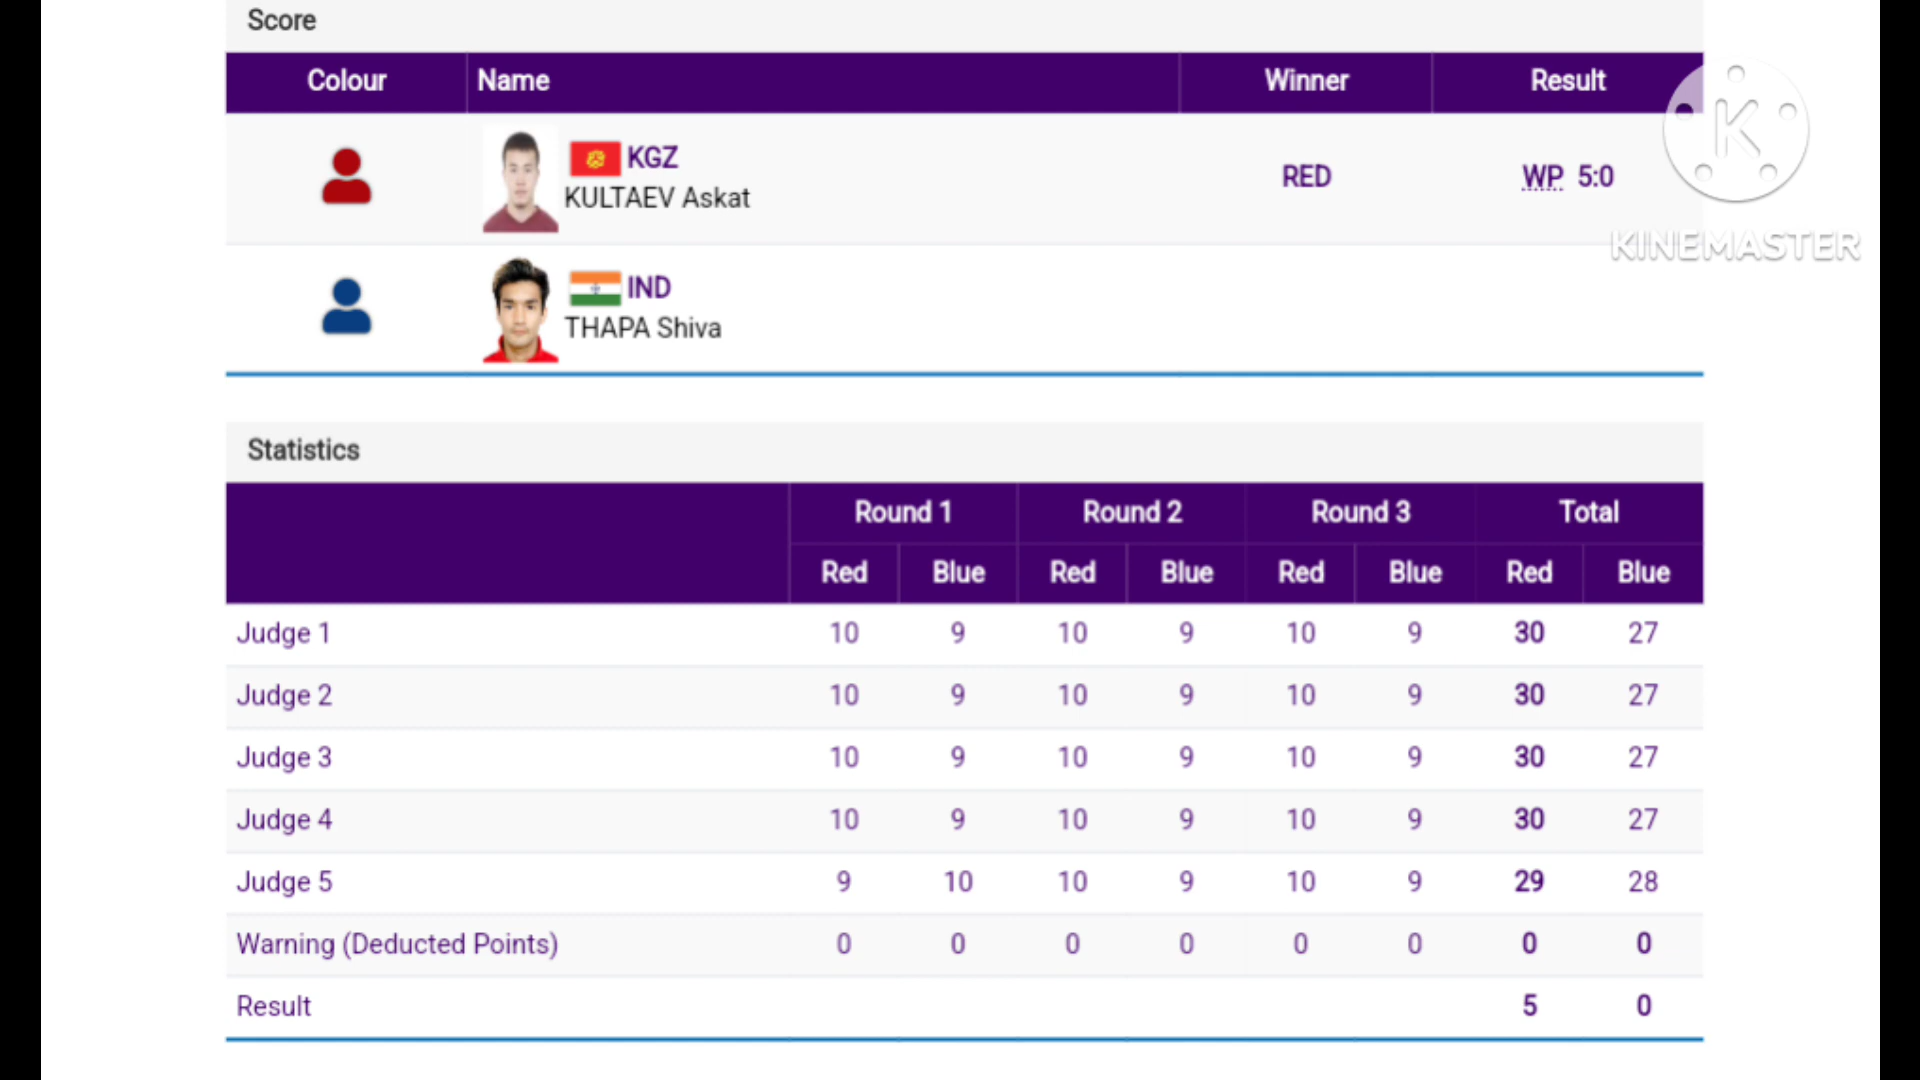 Score
Colour Name Winner Result
KGZ
KULTAEV Askat RED WP 5:0
IND
THAPA Shiva
K
KINEMASTER
Statistics
Round 1 Round 2 Round 3 Total
Red Blue Red Blue Red Blue Red Blue
Judge 1 10 9 10 9 10 9 30 27
Judge 2 10 9 10 9 10 9 30 27
Judge 3 10 9 10 9 10 9 30 27
Judge 4 10 9 10 9 10 9 30 27
Judge 5 9 10 10 9 10 9 29 28
Warning (Deducted Points) 0 0 0 0 0 0 0 0
Result 5 0